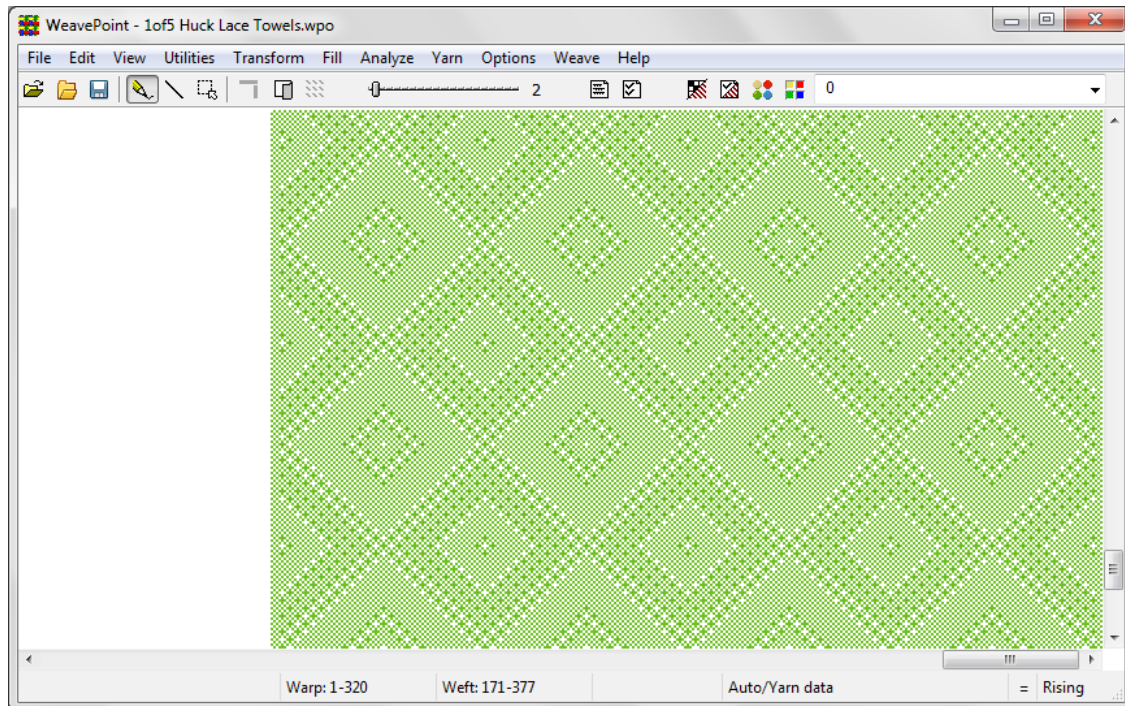 WeavePoint - 1of5 Huck Lace Towels.wpo
File Edit View Utilities Transform Fill Analyze Yarn Options Weave Help
2 0
Warp: 1-320 Weft: 171-377 Auto/Yarn data = Rising